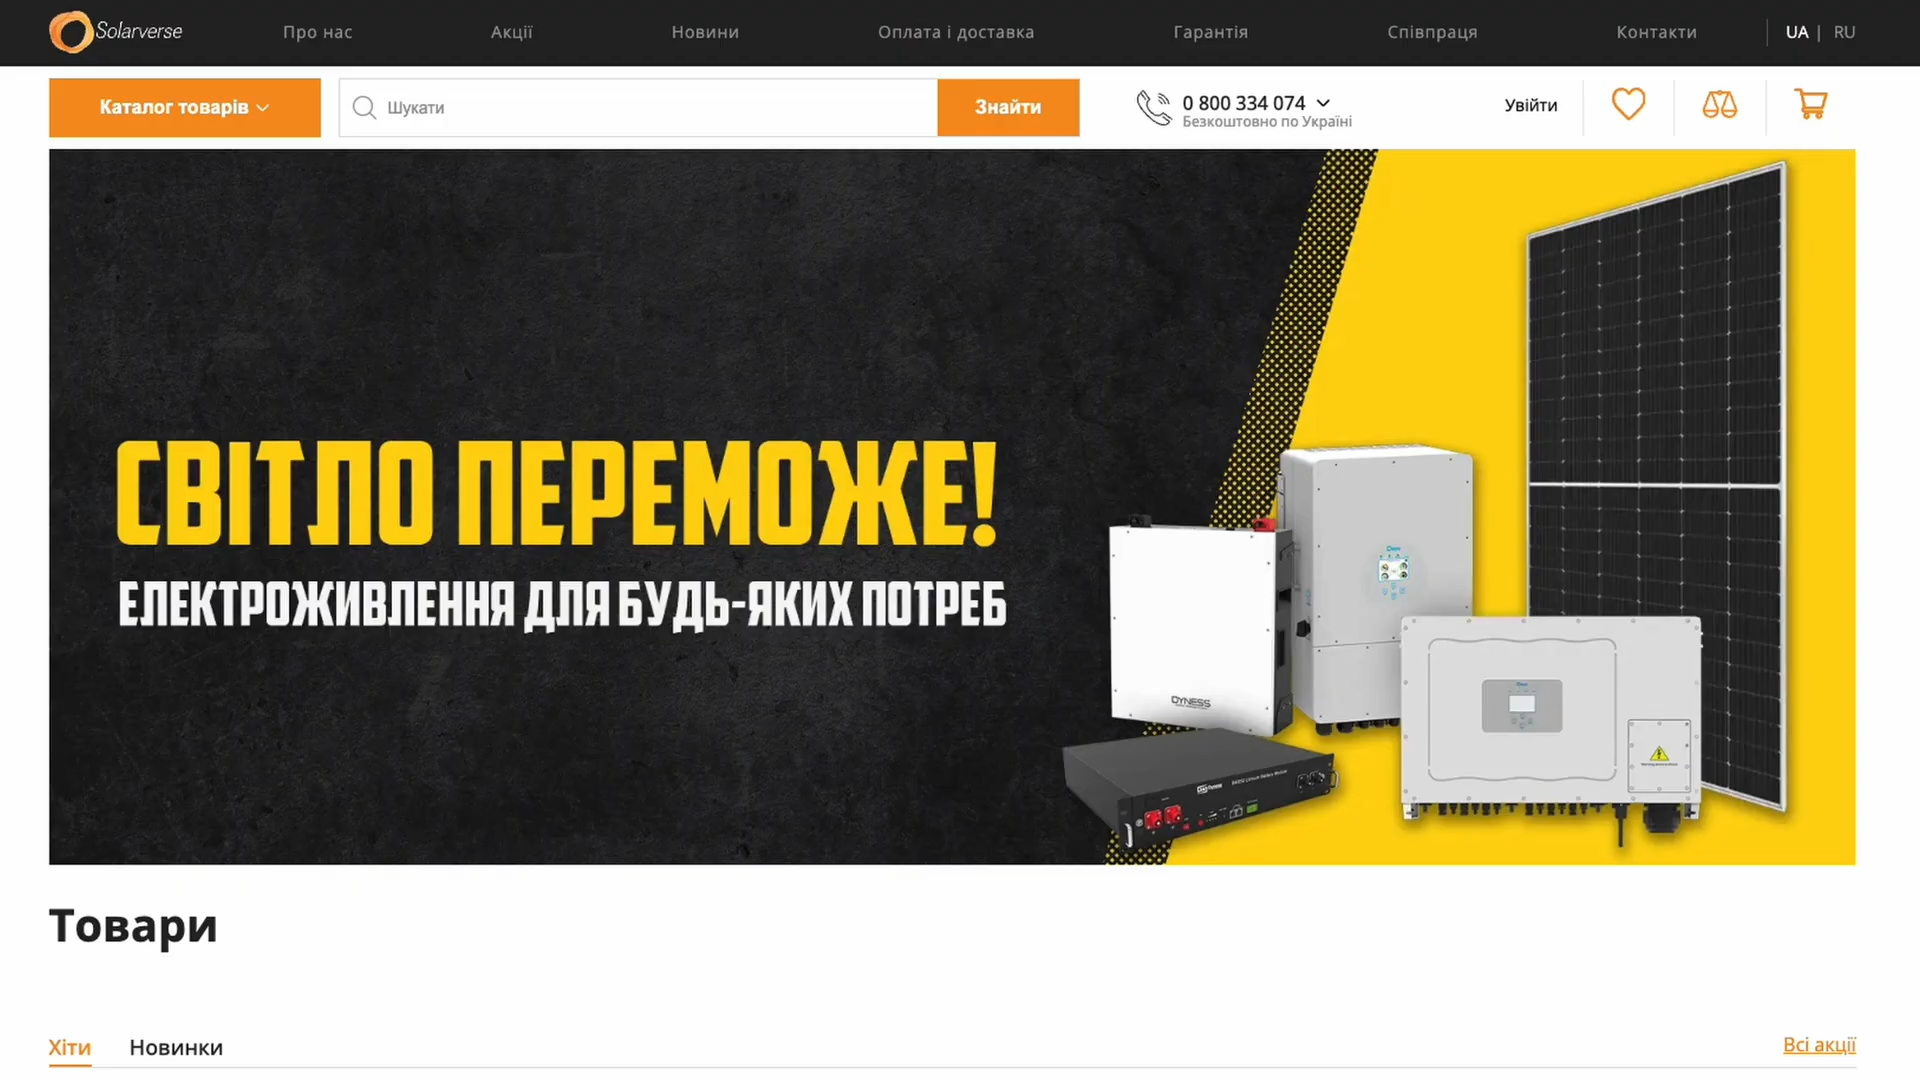 Solarverse
Про нас
Акції
Новини
Оплата і доставка
Гарантія
Співпраця
Контакти
UA | RU
Каталог товарів
Шукати
Знайти
0 800 334 074
Безкоштовно по Україні
Увійти
СВІТЛО ПЕРЕМОЖЕ!
ЕЛЕКТРОЖИВЛЕННЯ ДЛЯ БУДЬ-ЯКИХ ПОТРЕБ
DYNESS
Товари
Хіти
Новинки
Всі акції